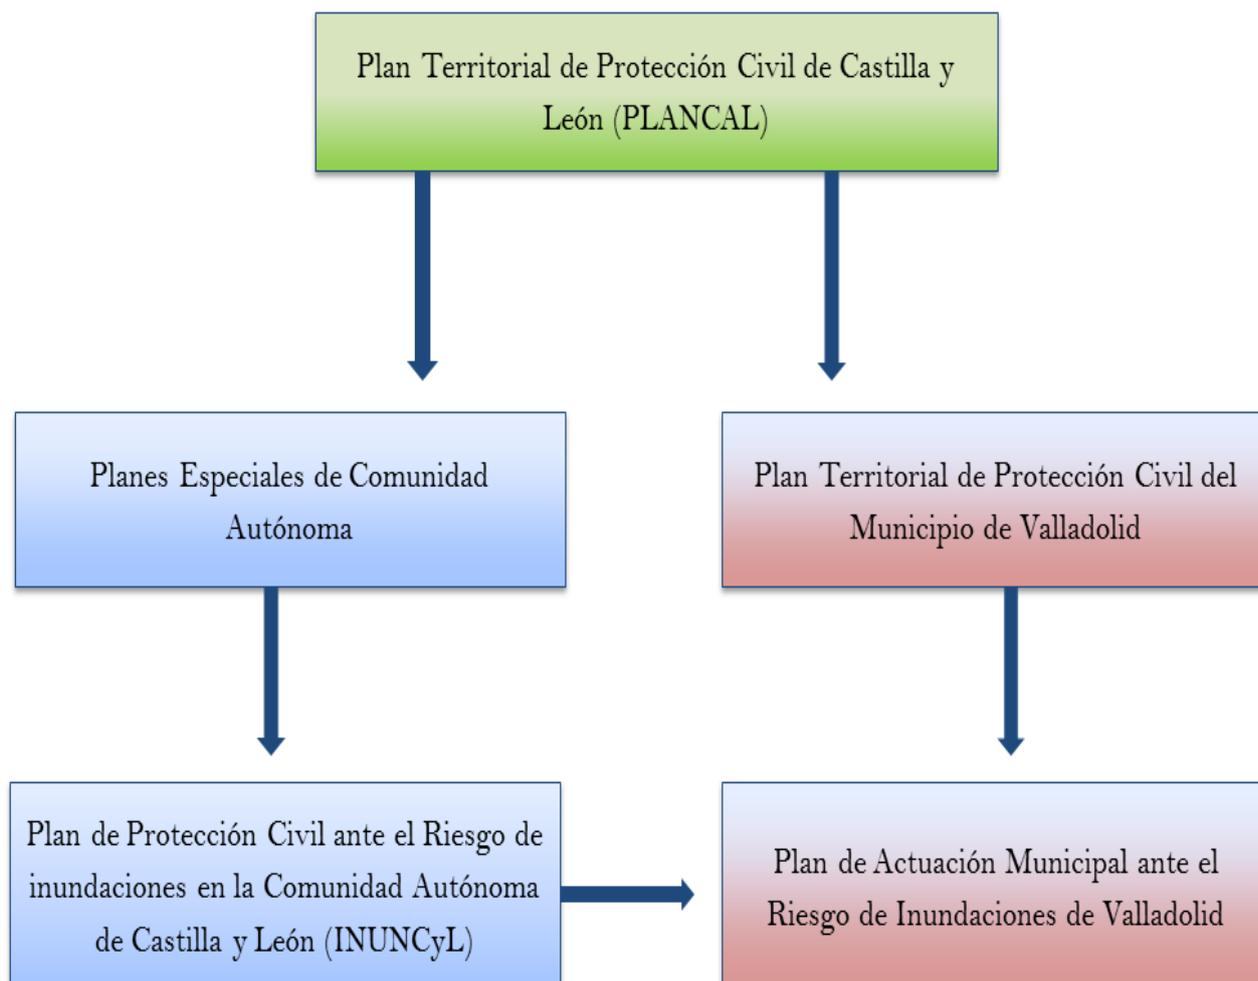 Plan Territorial de Protección Civil de Castilla y
León (PLANCAL)
Planes Especiales de Comunidad
Autónoma
Plan Territorial de Protección Civil del
Municipio de Valladolid
Plan de Protección Civil ante el Riesgo de
inundaciones en la Comunidad Autónoma
de Castilla y León (INUNCyL)
Plan de Actuación Municipal ante el
Riesgo de Inundaciones de Valladolid